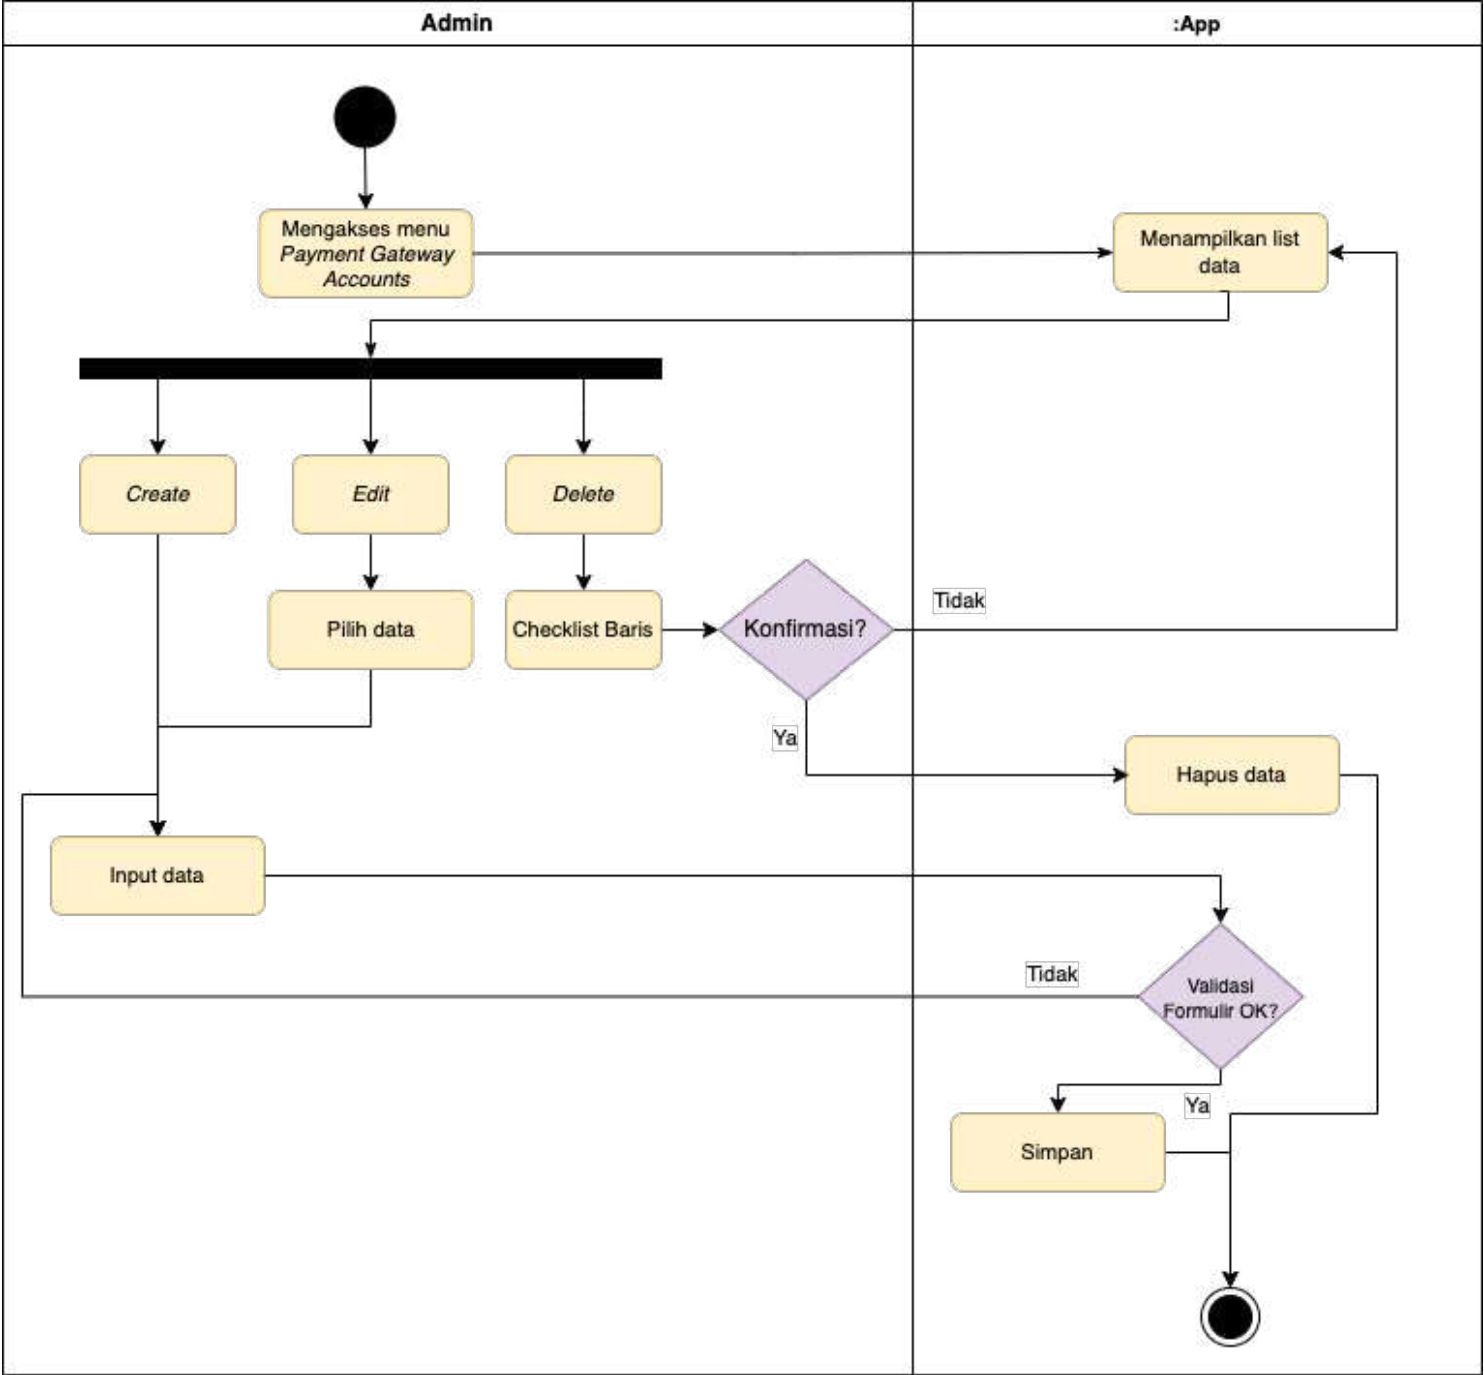 Admin
:App
Mengakses menu
Payment Gateway
Accounts
Menampilkan list
data
Create
Edit
Delete
Pilih data
Checklist Baris
Konfirmasi?
Tidak
Ya
Hapus data
Input data
Tidak
Validasi
Formulir OK?
Ya
Simpan